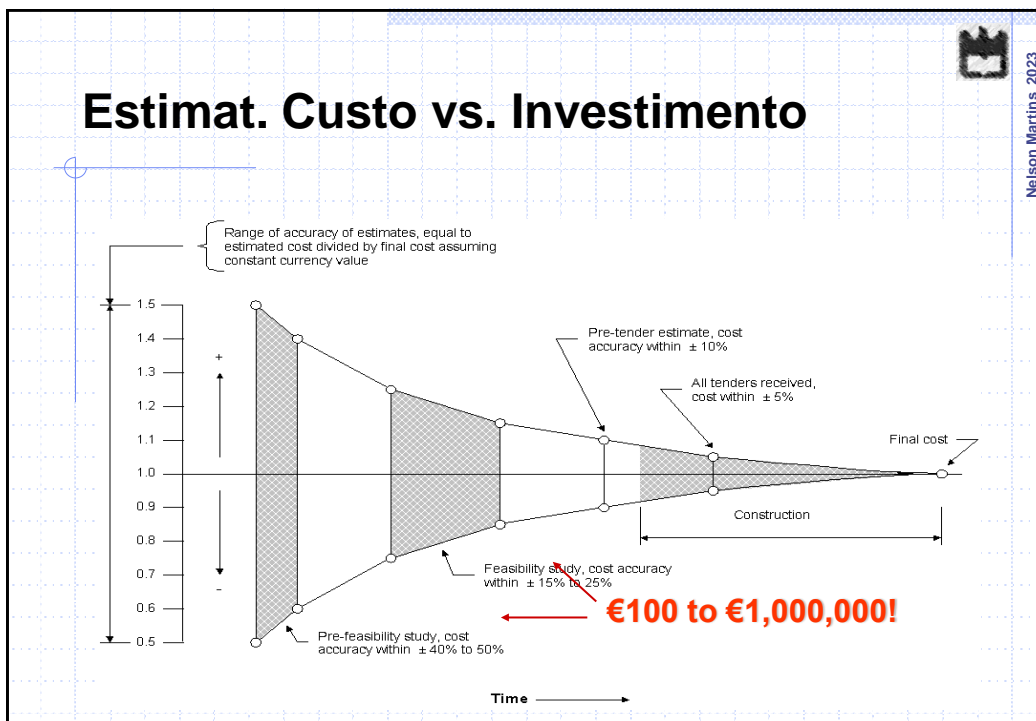 Estimat. Custo vs. Investimento
Nelson Martins, 2023
Range of accuracy of estimates, equal to
estimated cost divided by final cost assuming
constant currency value
1.5
1.4
1.3
1.2
1.1
1.0
0.9
0.8
0.7
0.6
0.5
+
-
Pre-tender estimate, cost
accuracy within ± 10%
All tenders received,
cost within ± 5%
Final cost
Construction
Feasibility study, cost accuracy
within ± 15% to 25%
€100 to €1,000,000!
Pre-feasibility study, cost
accuracy within ± 40% to 50%
Time